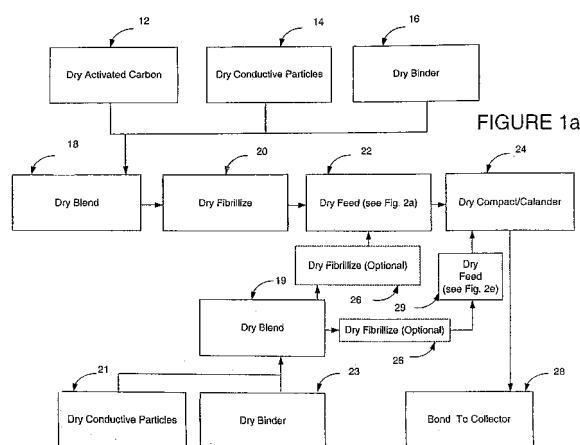 12
14
16
Dry Activated Carbon
Dry Conductive Particles
Dry Binder
FIGURE 1a
18
20
22
24
Dry Blend
Dry Fibrillize
Dry Feed (see Fig. 2a)
Dry Compact/Calander
19
Dry Fibrillize (Optional)
26
29
Dry
Feed
(see Fig. 2e)
Dry Blend
Dry Fibrillize (Optional)
26
21
23
28
Dry Conductive Particles
Dry Binder
Bond To Collector